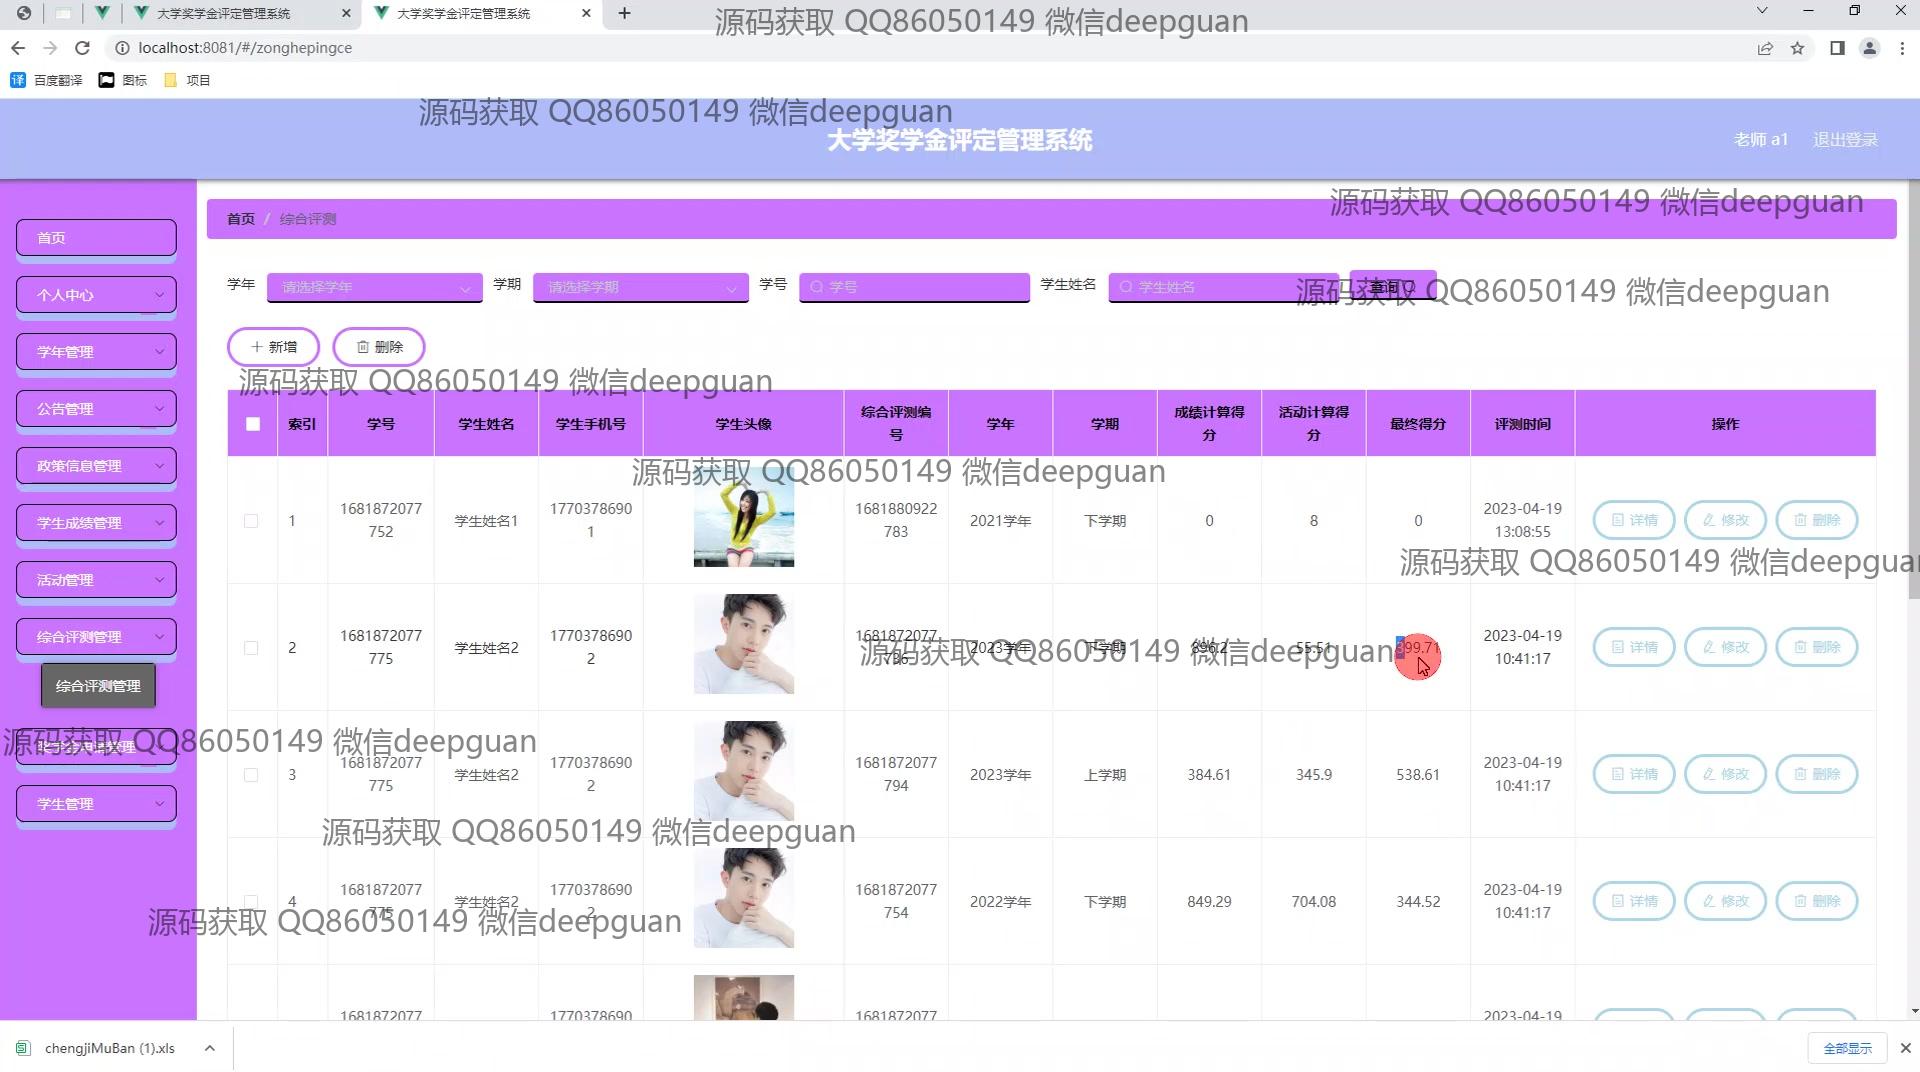 大学奖学金评定管理系统
大学奖学金评定管理系统
源码获取 QQ86050149 微信deepguan
localhost:8081/#/zonghepingce
译 百度翻译 图标 项目
源码获取 QQ86050149 微信deepguan
大学奖学金评定管理系统
老师 a1 退出登录
源码获取 QQ86050149 微信deepguan
首页 / 综合评测
首页
个人中心
学年管理
公告管理
政策信息管理
学生成绩管理
活动管理
综合评测管理
综合评测管理
学生管理
学年 请选择学年 学期 请选择学期 学号 学号 学生姓名 学生姓名 查询
源码获取 QQ86050149 微信deepguan
新增 删除
源码获取 QQ86050149 微信deepguan
索引 学号 学生姓名 学生手机号 学生头像 综合评测编号 学年 学期 成绩计算得分 活动计算得分 最终得分 评测时间 操作
源码获取 QQ86050149 微信deepguan
1 1681872077752 学生姓名1 17703786901 1681880922783 2021学年 下学期 0 8 0 2023-04-19 13:08:55 详情 修改 删除
源码获取 QQ86050149 微信deepguan
2 1681872077775 学生姓名2 17703786902 2023学年 下学期 896.2 55.51 899.71 2023-04-19 10:41:17 详情 修改 删除
源码获取 QQ86050149 微信deepguan
源码获取 QQ86050149 微信deepguan
3 1681872077775 学生姓名2 17703786902 1681872077794 2023学年 上学期 384.61 345.9 538.61 2023-04-19 10:41:17 详情 修改 删除
源码获取 QQ86050149 微信deepguan
4 1681872077775 学生姓名2 17703786902 1681872077754 2022学年 下学期 849.29 704.08 344.52 2023-04-19 10:41:17 详情 修改 删除
源码获取 QQ86050149 微信deepguan
1681872077 1770378690 1681872077 2023-04-19
chengjiMuBan (1).xls 全部显示